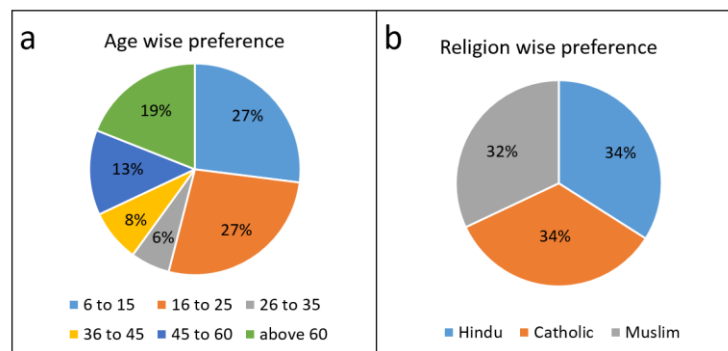 a
Age wise preference
27%
27%
6%
8%
13%
19%
6 to 15
16 to 25
26 to 35
36 to 45
45 to 60
above 60
b
Religion wise preference
34%
34%
32%
Hindu
Catholic
Muslim